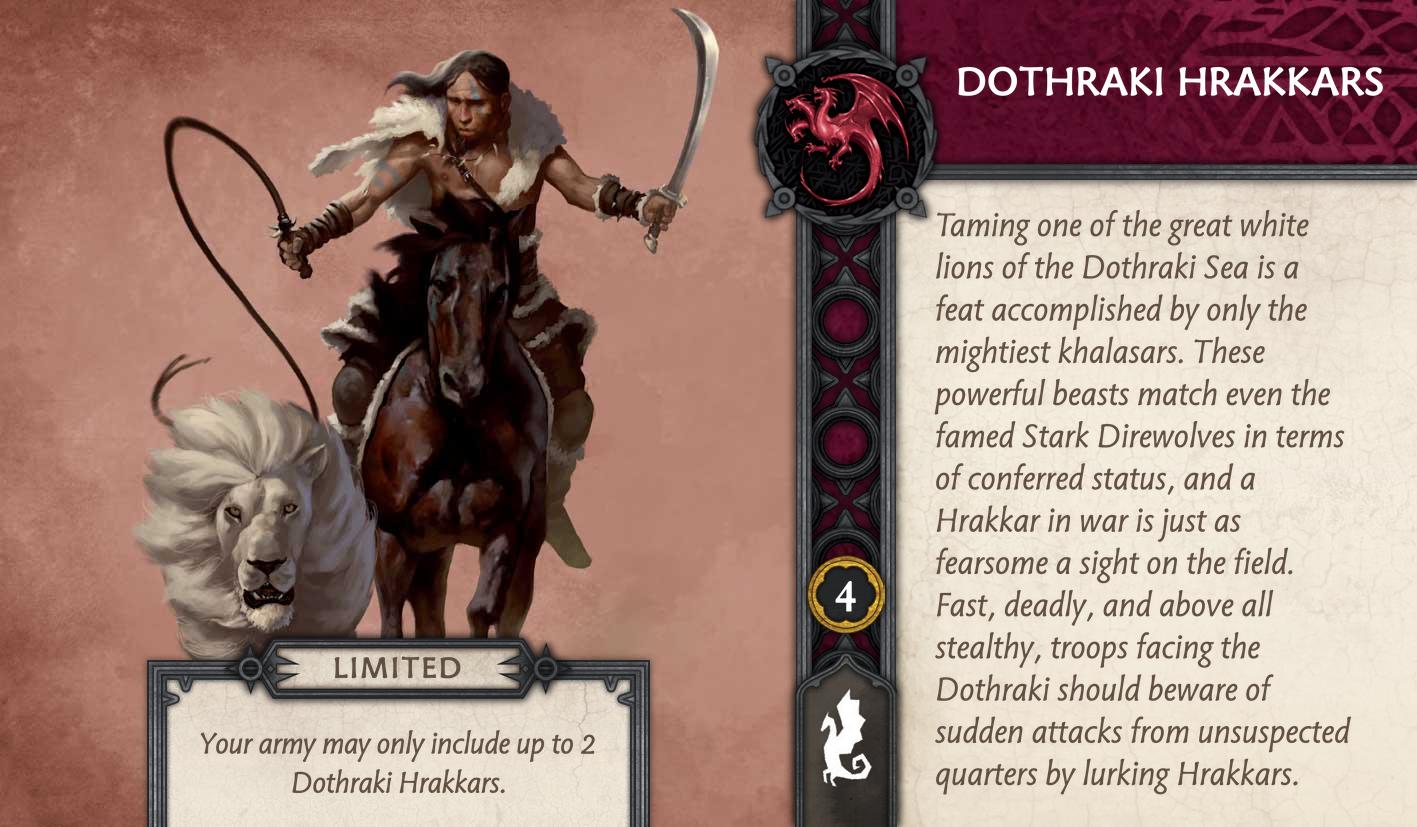 DOTHRAKI HRAKKARS
Taming one of the great white
lions of the Dothraki Sea is a
feat accomplished by only the
mightiest khalasars. These
powerful beasts match even the
famed Stark Direwolves in terms
of conferred status, and a
Hrakkar in war is just as
fearsome a sight on the field.
Fast, deadly, and above all
stealthy, troops facing the
Dothraki should beware of
sudden attacks from unsuspected
quarters by lurking Hrakkars.
4
LIMITED
Your army may only include up to 2
Dothraki Hrakkars.